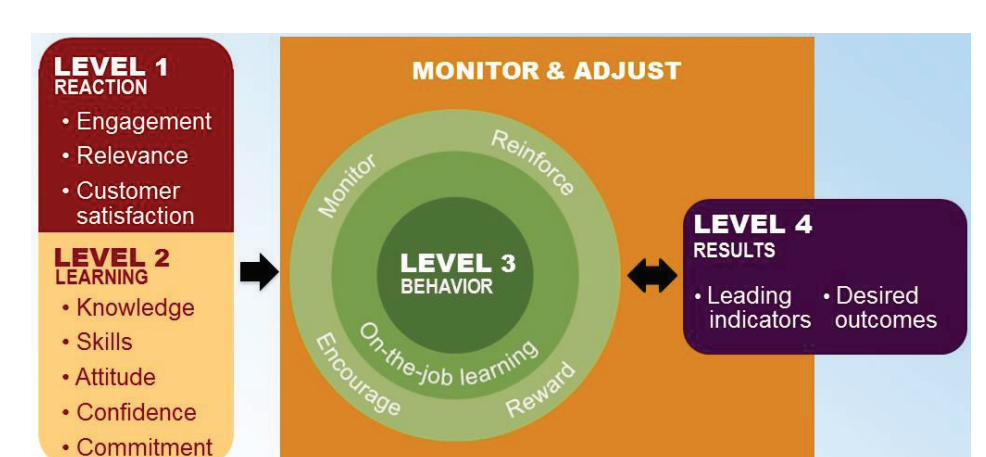 LEVEL 1
REACTION
• Engagement
• Relevance
• Customer
satisfaction
LEVEL 2
LEARNING
• Knowledge
• Skills
• Attitude
• Confidence
• Commitment
MONITOR & ADJUST
Monitor
Reinforce
LEVEL 3
BEHAVIOR
On-the-job learning
Encourage
Reward
LEVEL 4
RESULTS
• Leading
indicators
• Desired
outcomes